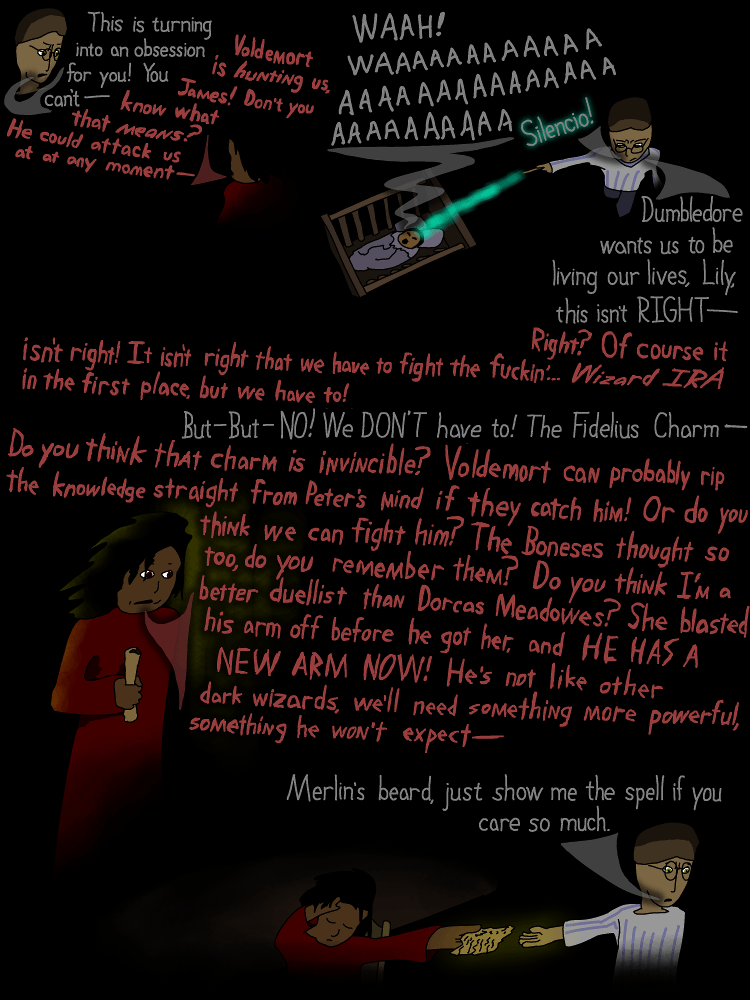 This is turning
into an obsession
for you! You
can't—
Voldemort
is hunting us,
James! Don't you
know what
that means?
He could attack us
at at any moment—
WAAH!
WAAAAAAAAAAAA
AAAAAAAAAAAAAAA
AAAAAAAAAA
Silencio!
Dumbledore
wants us to be
living our lives, Lily,
this isn't RIGHT—
Right? Of course it
isn't right! It isn't right that we have to fight the fuckin'... Wizard IRA
in the first place, but we have to!
But-But-NO! We DON'T have to! The Fidelius Charm—
Do you think that charm is invincible? Voldemort can probably rip
the knowledge straight from Peter's mind if they catch him! Or do you
think we can fight him? The Boneses thought so
too, do you remember them? Do you think I'm a
better duellist than Dorcas Meadowes? She blasted
his arm off before he got her, and HE HAS A
NEW ARM NOW! He's not like other
dark wizards, we'll need something more powerful,
something he won't expect—
Merlin's beard, just show me the spell if you
care so much.